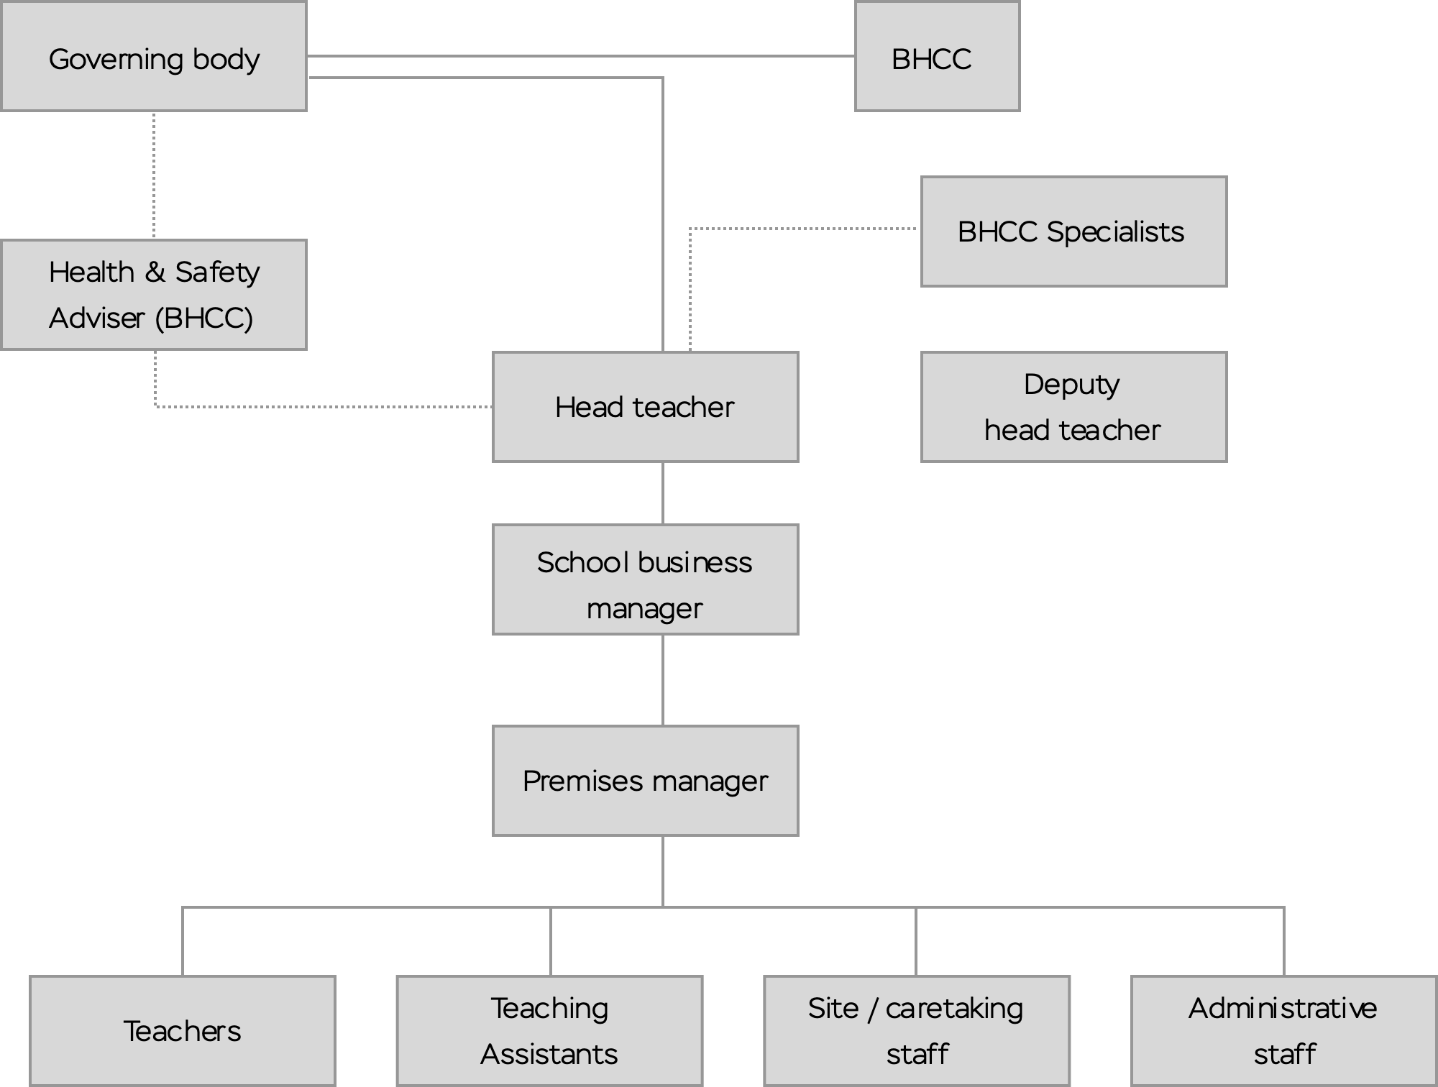 Governing body
BHCC
BHCC Specialists
Health & Safety
Adviser (BHCC)
Head teacher
Deputy
head teacher
School business
manager
Premises manager
Teachers
Teaching
Assistants
Site / caretaking
staff
Administrative
staff